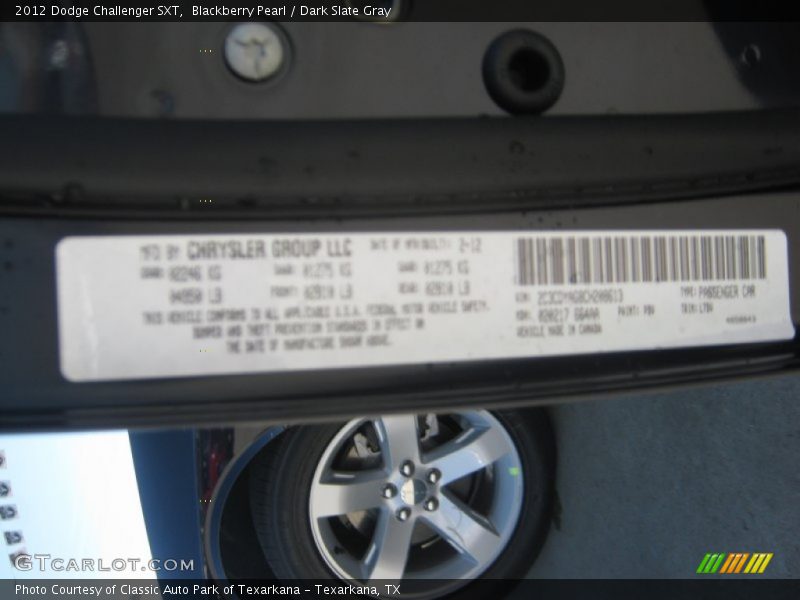 2012 Dodge Challenger SXT, Blackberry Pearl / Dark Slate Gray
MFD BY CHRYSLER GROUP LLC DATE OF MFR 2-12
02246 KG 01275 KG 01275 KG
04950 LB FRONT: 02810 LB REAR: 02810 LB
THIS VEHICLE CONFORMS TO ALL APPLICABLE U.S.A. FEDERAL MOTOR VEHICLE SAFETY,
BUMPER AND THEFT PREVENTION STANDARDS IN EFFECT ON
THE DATE OF MANUFACTURE SHOWN ABOVE.
TYPE: PASSENGER CAR
MDH: 020217 PAINT:
VEHICLE MADE IN CANADA
GTCARLOT.COM
Photo Courtesy of Classic Auto Park of Texarkana - Texarkana, TX